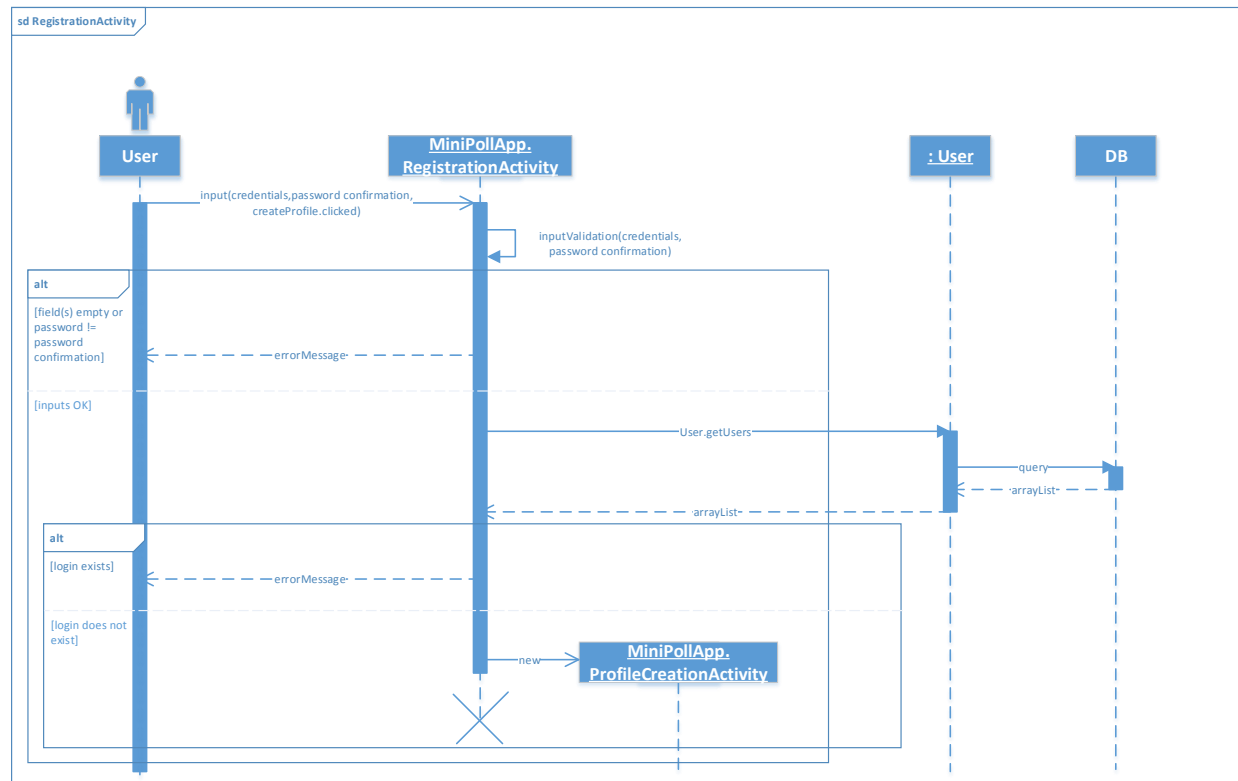 sd RegistrationActivity
User
MiniPollApp.
RegistrationActivity
: User
DB
input(credentials,password confirmation,
createProfile.clicked)
inputValidation(credentials,
password confirmation)
alt
[field(s) empty or
password !=
password
confirmation]
errorMessage
[inputs OK]
User.getUsers
query
arrayList
arrayList
alt
[login exists]
errorMessage
[login does not
exist]
new
MiniPollApp.
ProfileCreationActivity